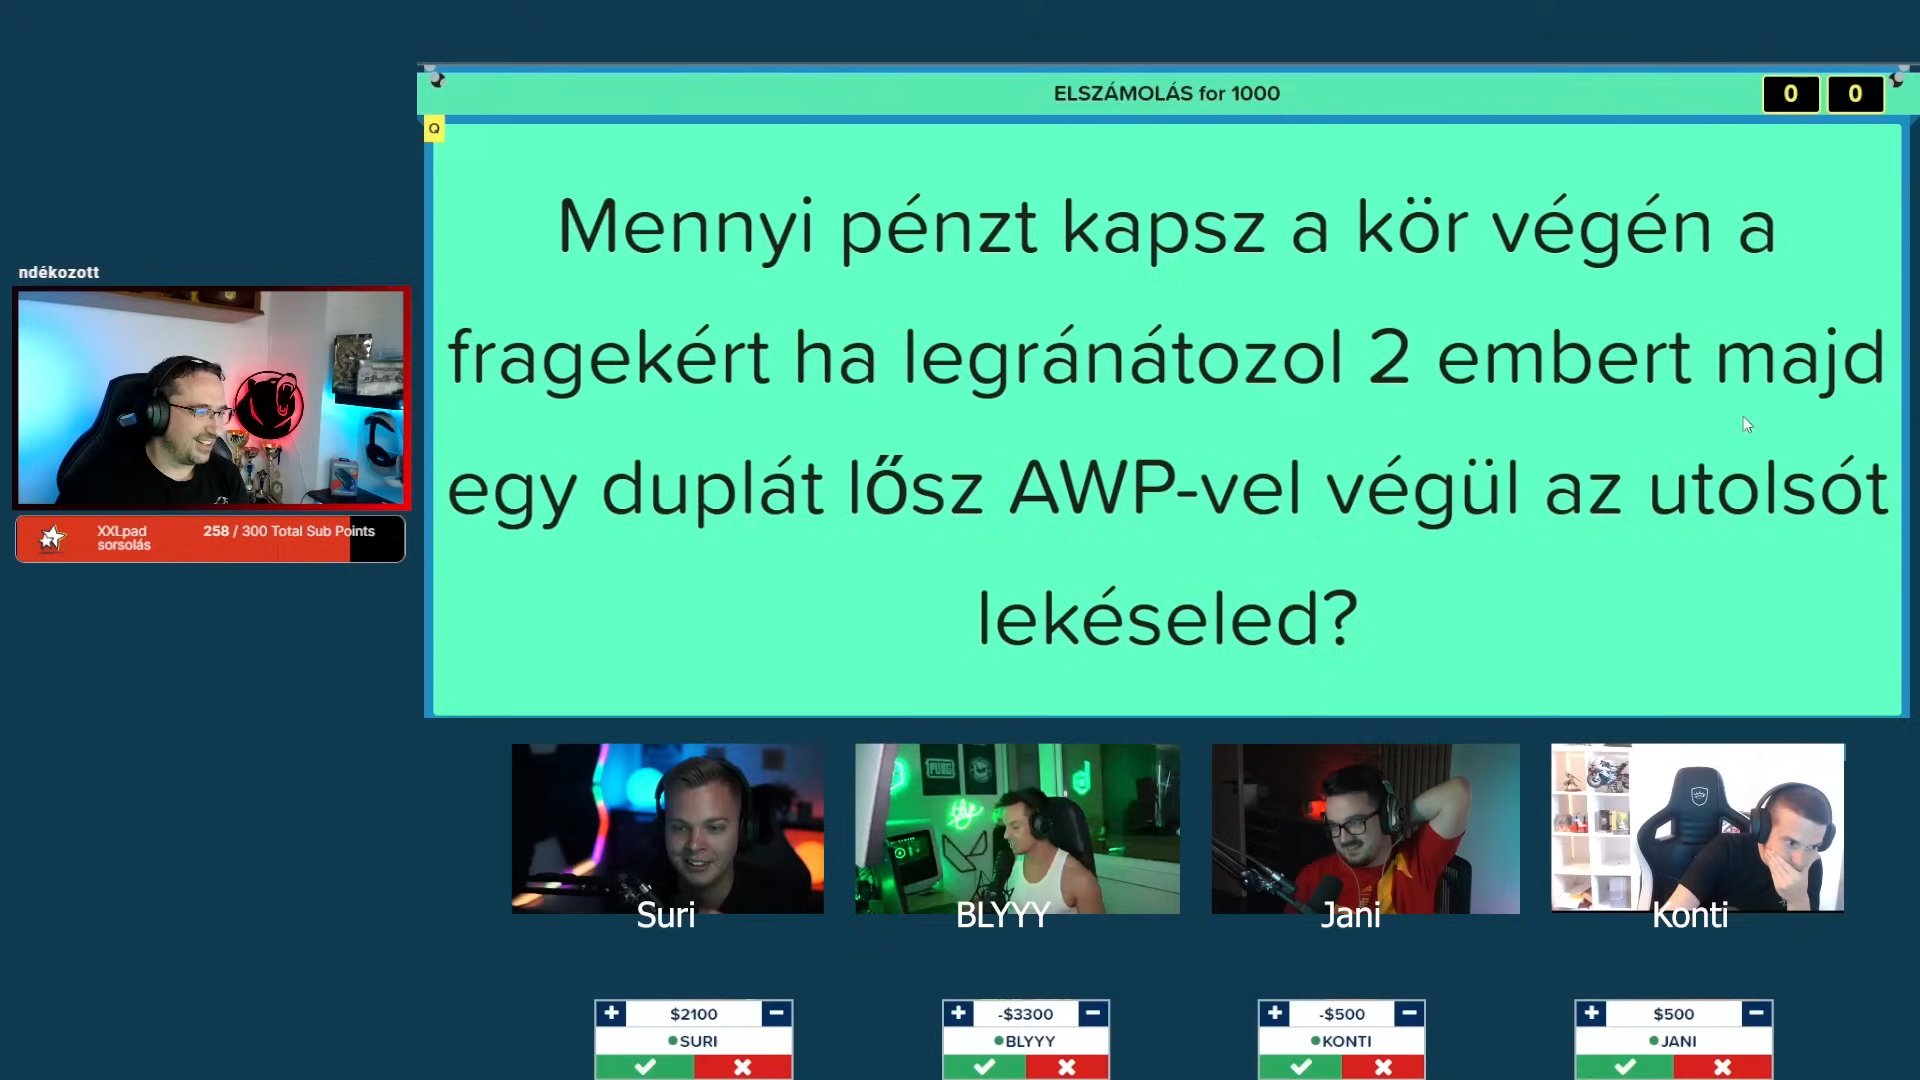 ELSZÁMOLÁS for 1000
0 0
Q
Mennyi pénzt kapsz a kör végén a
fragekért ha legránátozol 2 embert majd
egy duplát lősz AWP-vel végül az utolsót
lekéseled?
ndékozott
XXLpad
sorsolás
258 / 300 Total Sub Points
PUBG
Suri
BLYYY
Jani
Konti
$2100
SURI
-$3300
BLYYY
-$500
KONTI
$500
JANI